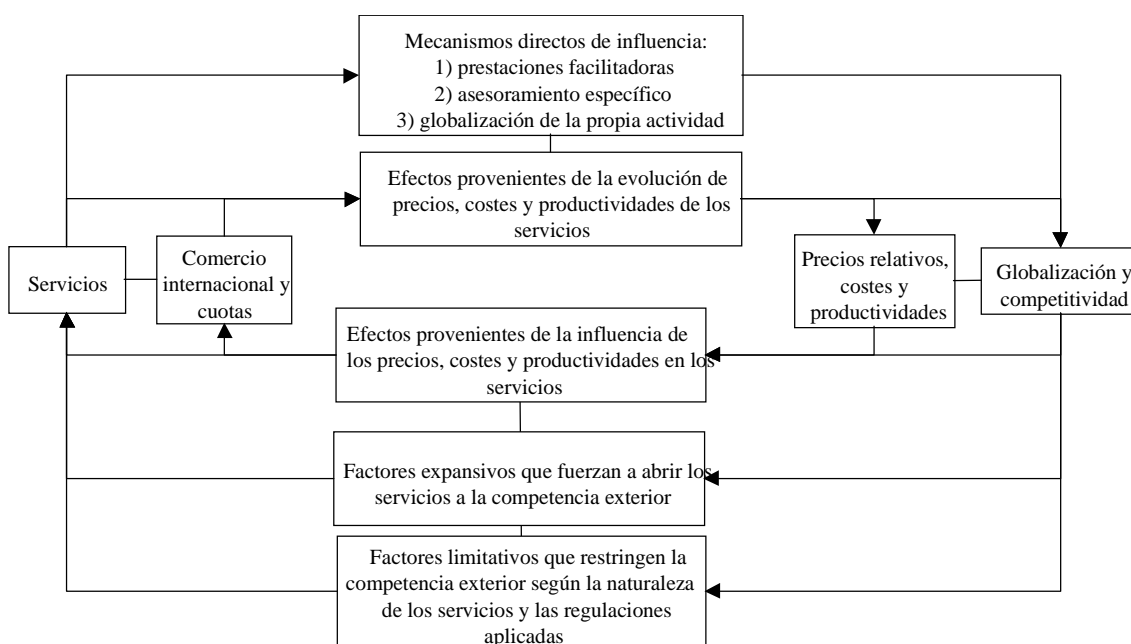 Mecanismos directos de influencia:
1) prestaciones facilitadoras
2) asesoramiento específico
3) globalización de la propia actividad
Efectos provenientes de la evolución de
precios, costes y productividades de los
servicios
Servicios
Comercio
internacional y
cuotas
Precios relativos,
costes y
productividades
Globalización y
competitividad
Efectos provenientes de la influencia de
los precios, costes y productividades en los
servicios
Factores expansivos que fuerzan a abrir los
servicios a la competencia exterior
Factores limitativos que restringen la
competencia exterior según la naturaleza
de los servicios y las regulaciones
aplicadas